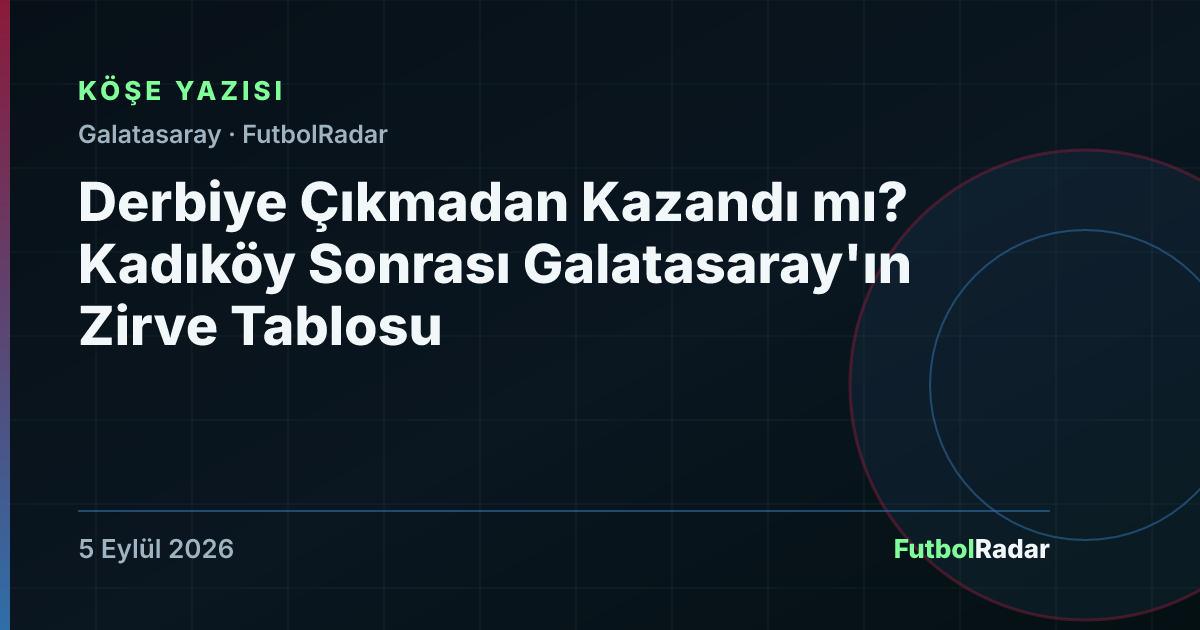 KÖŞE YAZISI
Galatasaray · FutbolRadar
Derbiye Çıkmadan Kazandı mı?
Kadıköy Sonrası Galatasaray'ın
Zirve Tablosu
5 Eylül 2026
FutbolRadar